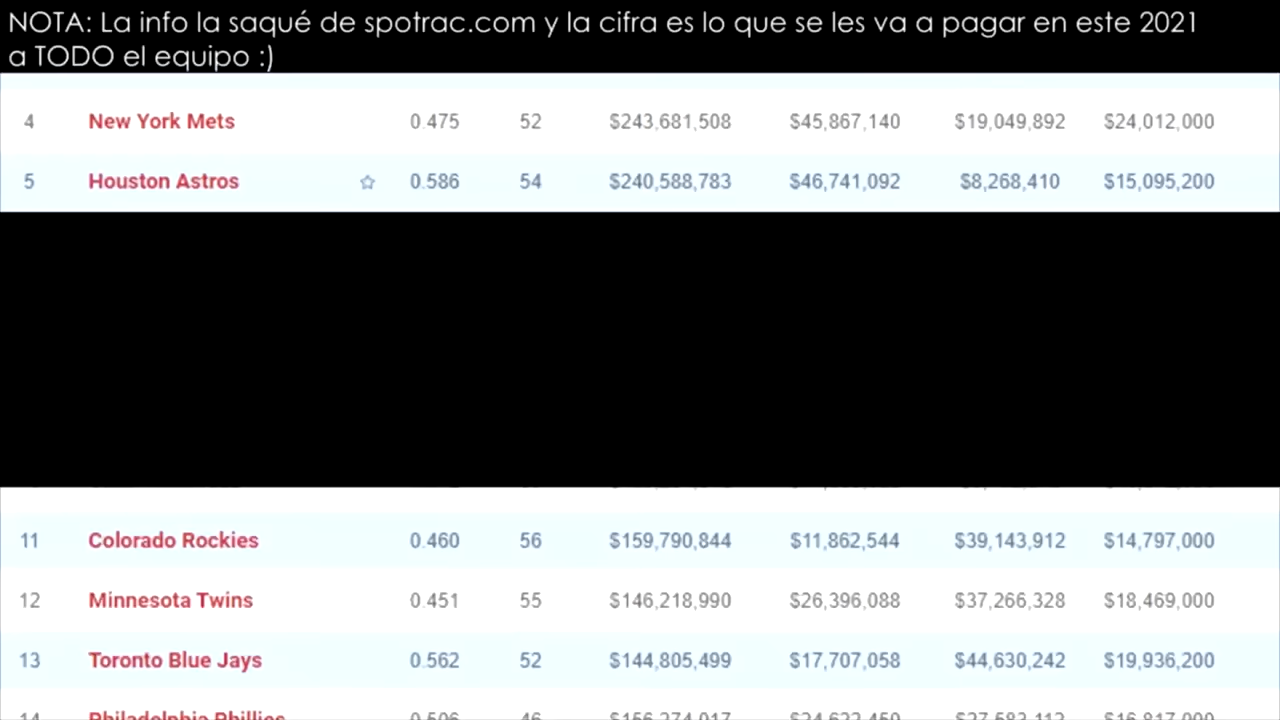 NOTA: La info la saqué de spotrac.com y la cifra es lo que se les va a pagar en este 2021
a TODO el equipo :)
4 New York Mets 0.475 52 $243,681,508 $45,867,140 $19,049,892 $24,012,000
5 Houston Astros 0.586 54 $240,588,783 $46,741,092 $8,268,410 $15,095,200
11 Colorado Rockies 0.460 56 $159,790,844 $11,862,544 $39,143,912 $14,797,000
12 Minnesota Twins 0.451 55 $146,218,990 $26,396,088 $37,266,328 $18,469,000
13 Toronto Blue Jays 0.562 52 $144,805,499 $17,707,058 $44,630,242 $19,936,200
14 Philadelphia Phillies